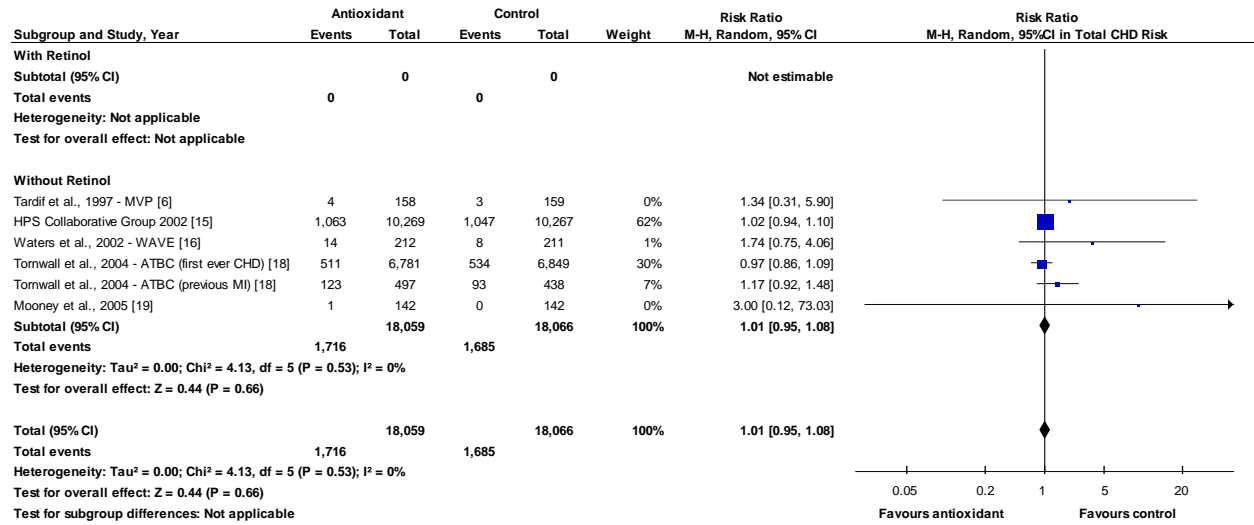 Antioxidant Control Risk Ratio Risk Ratio
Subgroup and Study, Year Events Total Events Total Weight M-H, Random, 95% CI M-H, Random, 95%CI in Total CHD Risk
With Retinol
Subtotal (95% CI) 0 0 Not estimable
Total events 0 0
Heterogeneity: Not applicable
Test for overall effect: Not applicable
Without Retinol
Tardif et al., 1997 - MVP [6] 4 158 3 159 0% 1.34 [0.31, 5.90]
HPS Collaborative Group 2002 [15] 1,063 10,269 1,047 10,267 62% 1.02 [0.94, 1.10]
Waters et al., 2002 - WAVE [16] 14 212 8 211 1% 1.74 [0.75, 4.06]
Tornwall et al., 2004 - ATBC (first ever CHD) [18] 511 6,781 534 6,849 30% 0.97 [0.86, 1.09]
Tornwall et al., 2004 - ATBC (previous MI) [18] 123 497 93 438 7% 1.17 [0.92, 1.48]
Mooney et al., 2005 [19] 1 142 0 142 0% 3.00 [0.12, 73.03]
Subtotal (95% CI) 18,059 18,066 100% 1.01 [0.95, 1.08]
Total events 1,716 1,685
Heterogeneity: Tau² = 0.00; Chi² = 4.13, df = 5 (P = 0.53); I² = 0%
Test for overall effect: Z = 0.44 (P = 0.66)
Total (95% CI) 18,059 18,066 100% 1.01 [0.95, 1.08]
Total events 1,716 1,685
Heterogeneity: Tau² = 0.00; Chi² = 4.13, df = 5 (P = 0.53); I² = 0%
Test for overall effect: Z = 0.44 (P = 0.66) 0.05 0.2 1 5 20
Test for subgroup differences: Not applicable Favours antioxidant Favours control